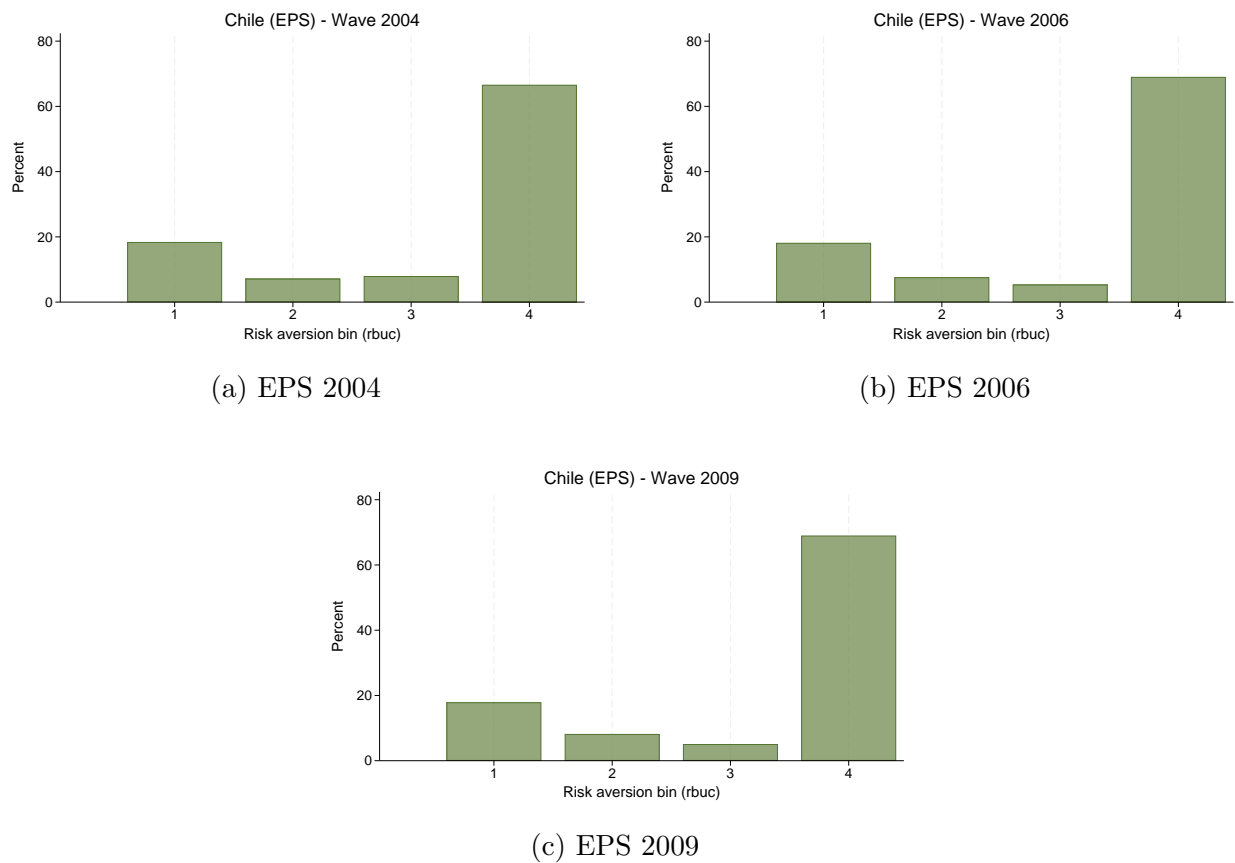 Chile (EPS) - Wave 2004
80
60
40
20
0
Percent
1 2 3 4
Risk aversion bin (rbuc)
(a) EPS 2004
Chile (EPS) - Wave 2006
80
60
40
20
0
Percent
1 2 3 4
Risk aversion bin (rbuc)
(b) EPS 2006
Chile (EPS) - Wave 2009
80
60
40
20
0
Percent
1 2 3 4
Risk aversion bin (rbuc)
(c) EPS 2009